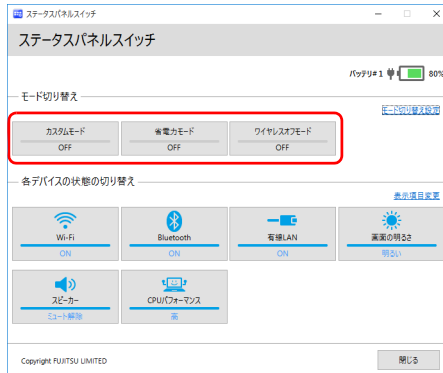 ステータスパネルスイッチ
ステータスパネルスイッチ
バッテリ#1 80%
モード切り替え
モード切り替え設定
カスタムモード 省電力モード ワイヤレスオフモード
OFF OFF OFF
各デバイスの状態の切り替え
表示項目変更
Wi-Fi Bluetooth 有線LAN 画面の明るさ
ON ON ON 明るい
スピーカー CPUパフォーマンス
ミュート解除 高
Copyright FUJITSU LIMITED
閉じる